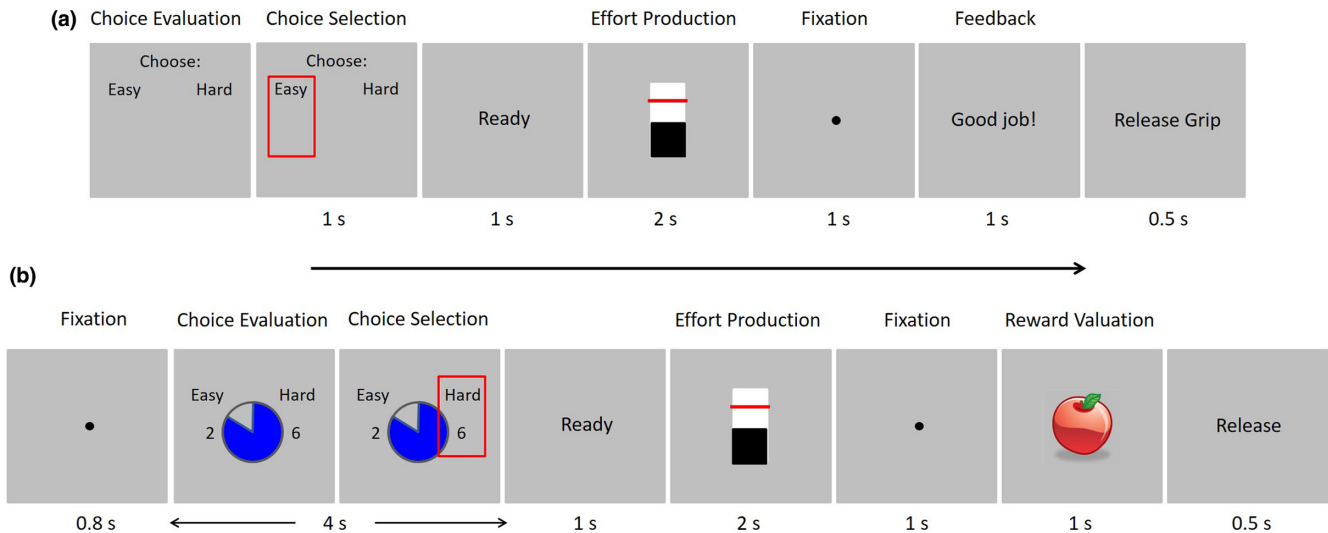 (a)
Choice Evaluation Choice Selection Effort Production Fixation Feedback
Choose: Choose:
Easy Hard Easy Hard
Ready Good job! Release Grip
1 s 1 s 2 s 1 s 1 s 0.5 s
(b)
Fixation Choice Evaluation Choice Selection Effort Production Fixation Reward Valuation
Easy Hard Easy Hard
2 6 2 6 Ready Release
0.8 s 4 s 1 s 2 s 1 s 1 s 0.5 s